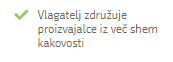 Vlagatelj združuje
proizvajalce iz več shem
kakovosti